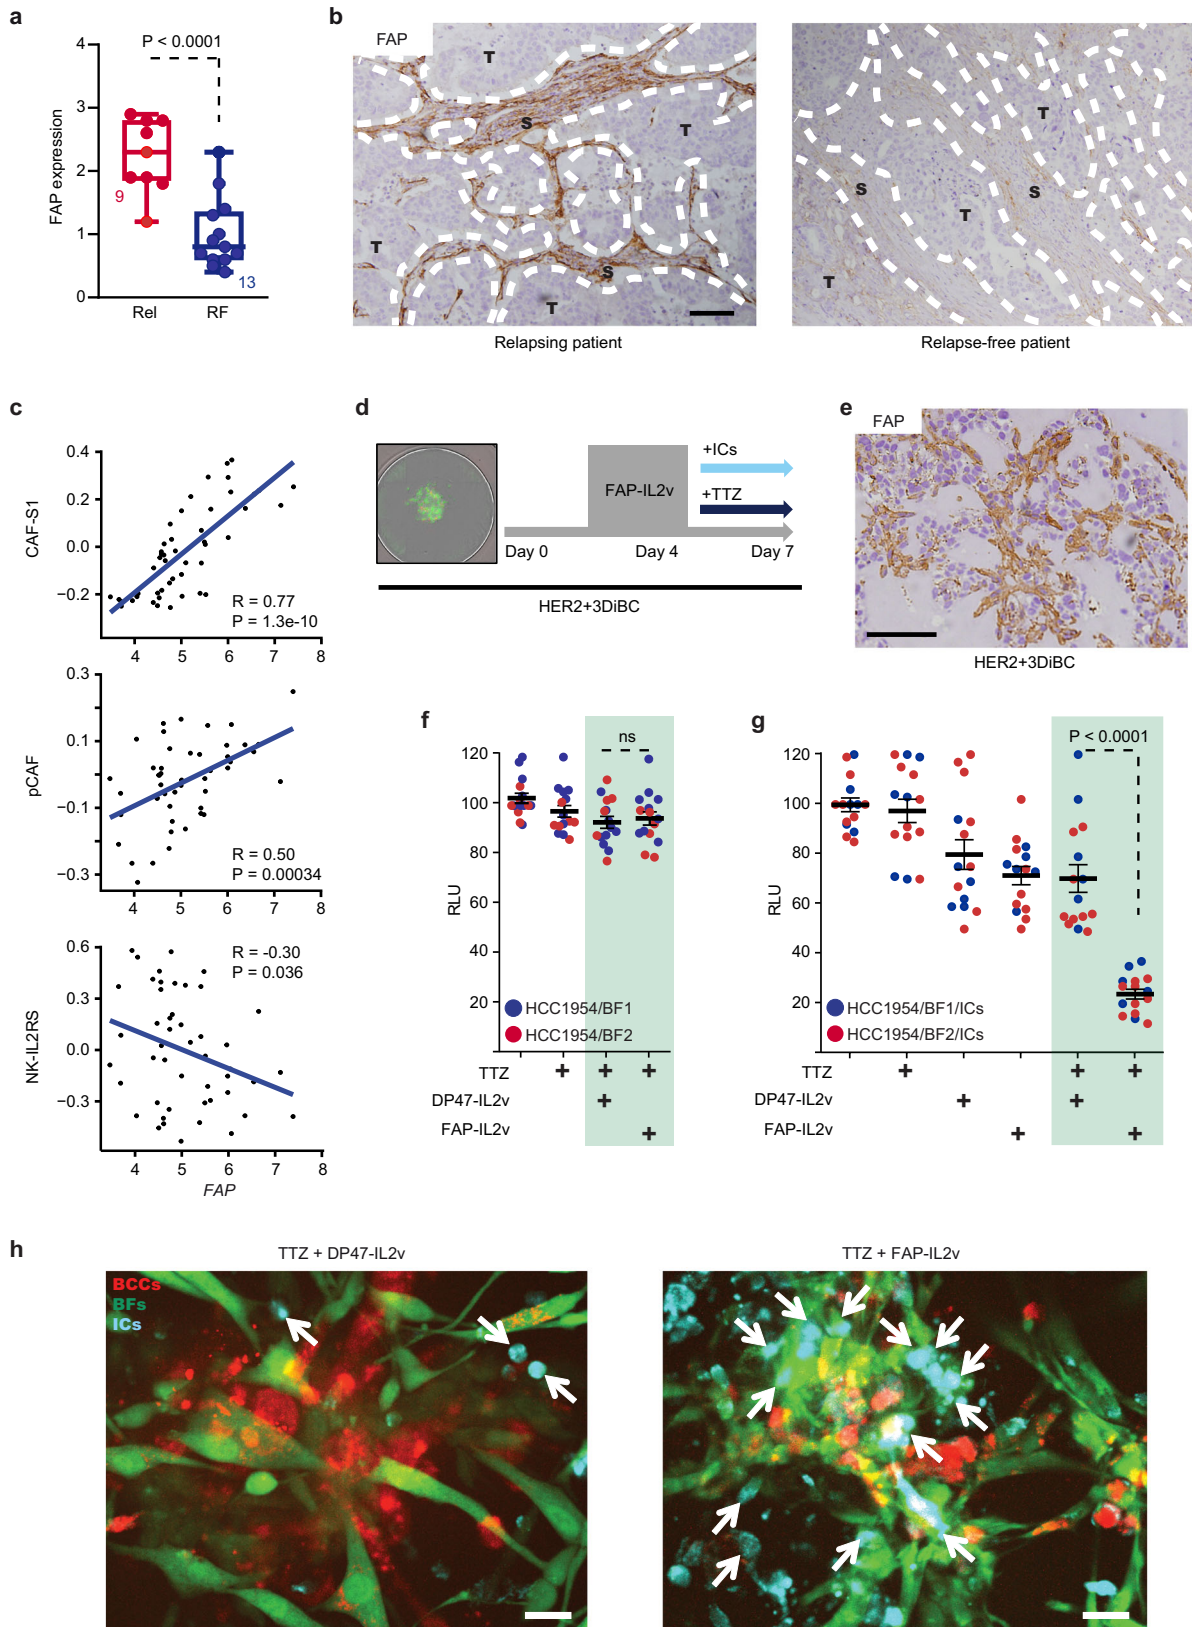 a
P < 0.0001
FAP expression
4
3
2
1
0
9
13
Rel
RF
b
FAP
T
S
T
T
S
T
Relapsing patient
T
S
S
T
T
Relapse-free patient
c
CAF-S1
0.4
0.2
0.0
−0.2
R = 0.77
P = 1.3e-10
4 5 6 7 8
pCAF
0.3
0.1
−0.1
−0.3
R = 0.50
P = 0.00034
4 5 6 7 8
NK-IL2RS
0.6
0.3
0.0
−0.3
R = -0.30
P = 0.036
4 5 6 7 8
FAP
d
FAP-IL2v
+ICs
+TTZ
Day 0 Day 4 Day 7
HER2+3DiBC
e
FAP
HER2+3DiBC
f
RLU
120
100
80
60
40
20
ns
HCC1954/BF1
HCC1954/BF2
TTZ + + +
DP47-IL2v +
FAP-IL2v +
g
RLU
120
100
80
60
40
20
P < 0.0001
HCC1954/BF1/ICs
HCC1954/BF2/ICs
TTZ + + +
DP47-IL2v + +
FAP-IL2v + +
h
TTZ + DP47-IL2v
BCCs
BFs
ICs
TTZ + FAP-IL2v